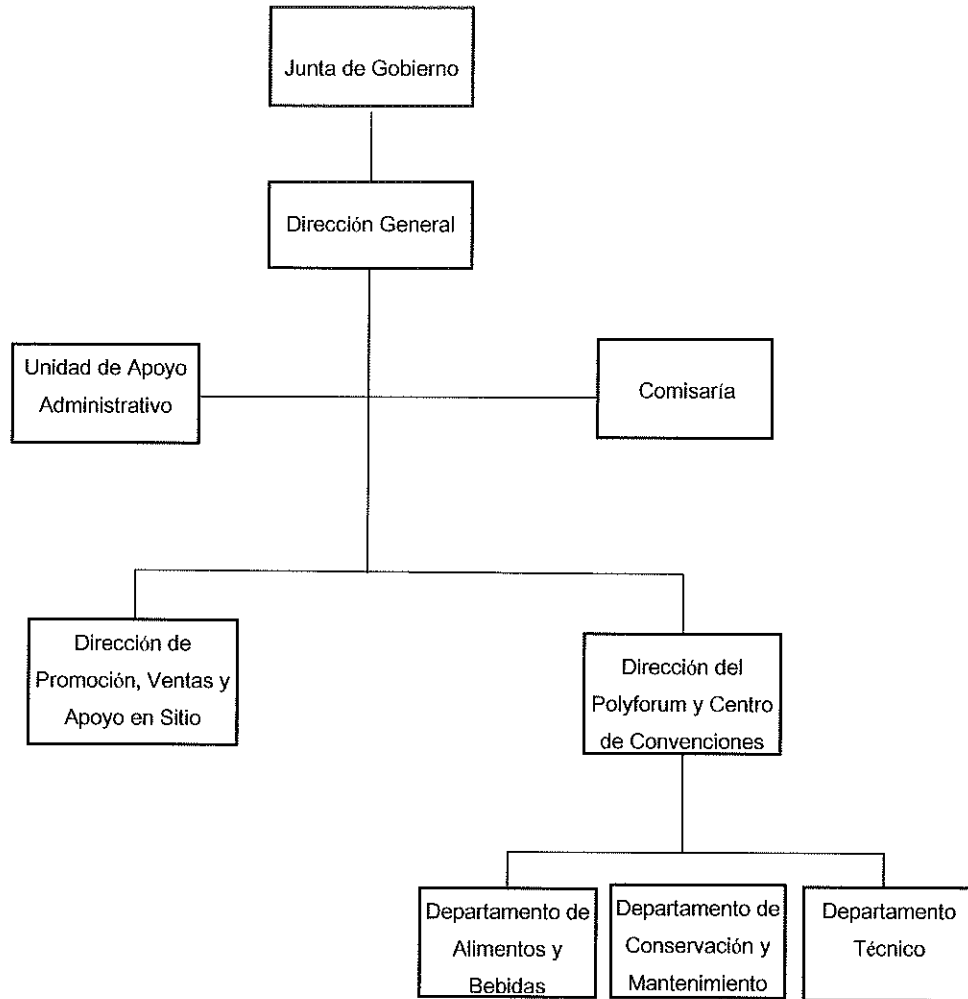 Junta de Gobierno
Dirección General
Unidad de Apoyo
Administrativo
Comisaría
Dirección de
Promoción, Ventas y
Apoyo en Sitio
Dirección del
Polyforum y Centro
de Convenciones
Departamento de
Alimentos y
Bebidas
Departamento de
Conservación y
Mantenimiento
Departamento
Técnico